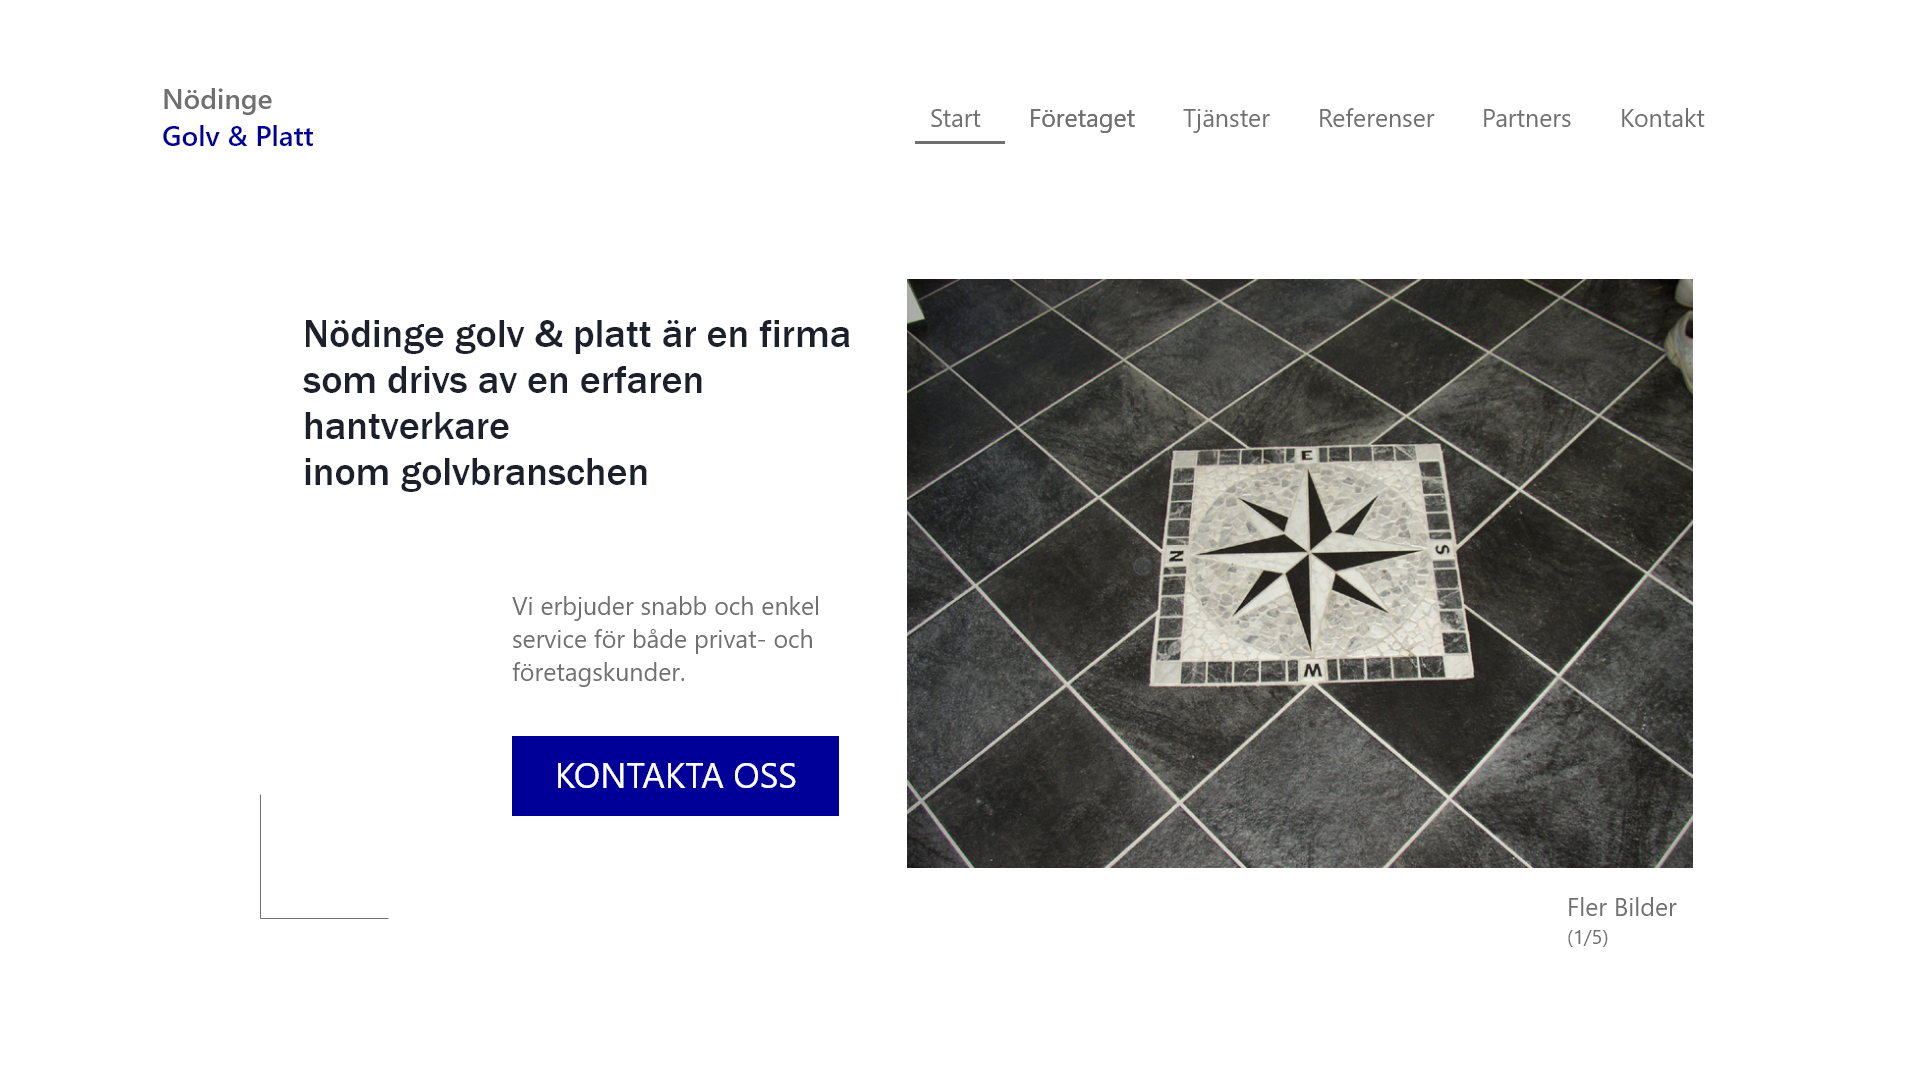 Nödinge
Golv & Platt
Start Företaget Tjänster Referenser Partners Kontakt
Nödinge golv & platt är en firma
som drivs av en erfaren
hantverkare
inom golvbranschen
Vi erbjuder snabb och enkel
service för både privat- och
företagskunder.
KONTAKTA OSS
E
N
S
W
Fler Bilder
(1/5)